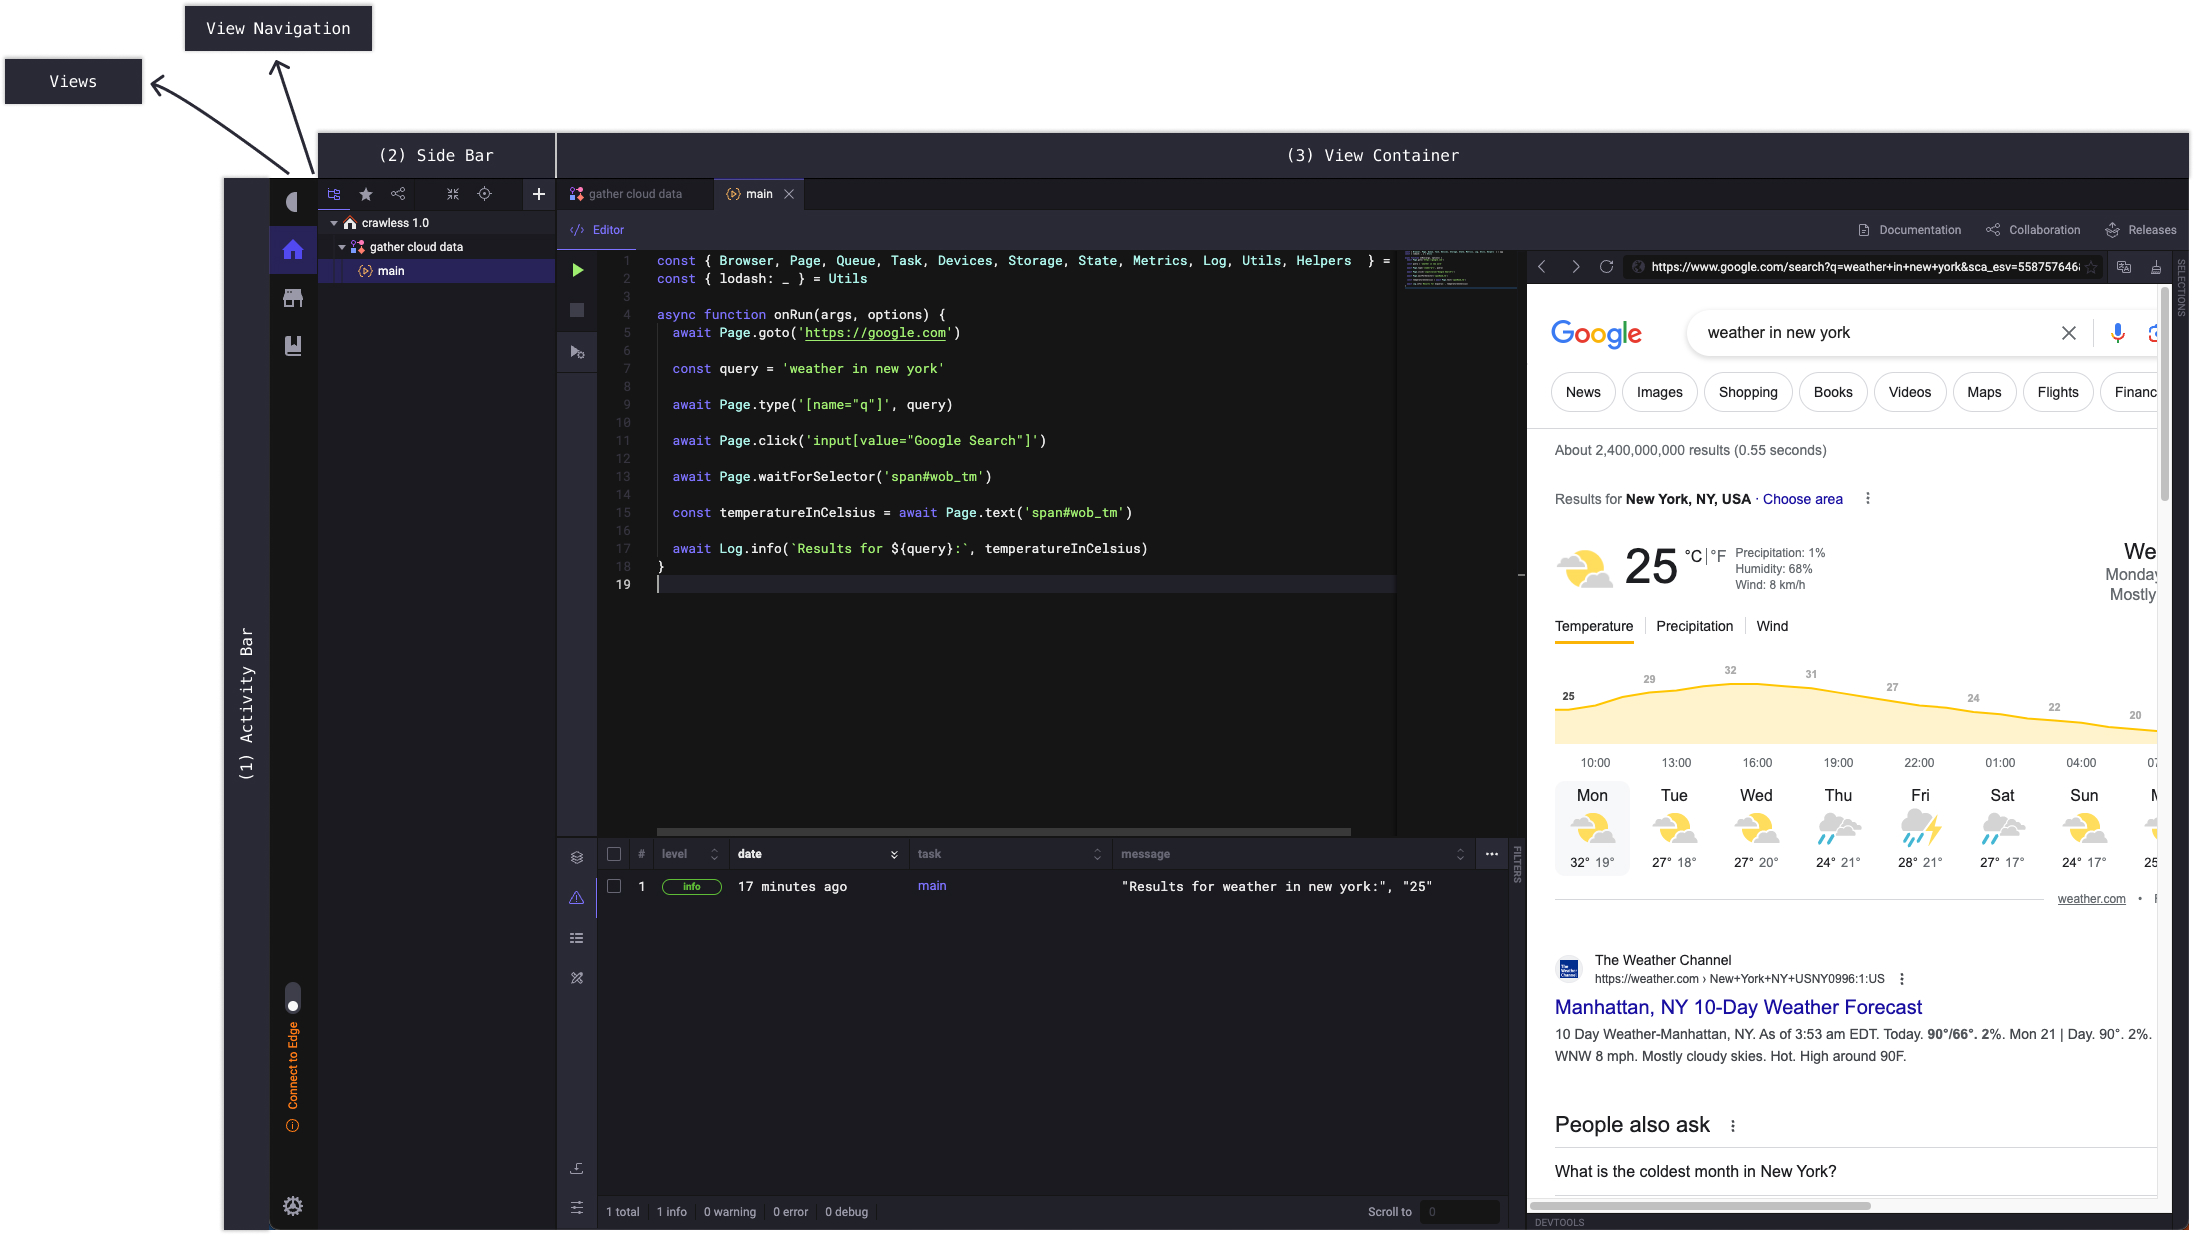 View Navigation
Views
(2) Side Bar
(3) View Container
(1) Activity Bar
crawless 1.0
gather cloud data
main
Connect to Edge
gather cloud data
main
</> Editor
Documentation
Collaboration
Releases
1 const { Browser, Page, Queue, Task, Devices, Storage, State, Metrics, Log, Utils, Helpers } =
2 const { lodash: _ } = Utils
3
4 async function onRun(args, options) {
5 await Page.goto('https://google.com')
6
7 const query = 'weather in new york'
8
9 await Page.type('[name="q"]', query)
10
11 await Page.click('input[value="Google Search"]')
12
13 await Page.waitForSelector('span#wob_tm')
14
15 const temperatureInCelsius = await Page.text('span#wob_tm')
16
17 await Log.info(`Results for ${query}:`, temperatureInCelsius)
18 }
19
# level date task message
1 info 17 minutes ago main "Results for weather in new york:", "25"
FILTERS
1 total 1 info 0 warning 0 error 0 debug
Scroll to 0
https://www.google.com/search?q=weather+in+new+york&sca_esv=558757646
SELECTIONS
Google
weather in new york
News Images Shopping Books Videos Maps Flights Financ
About 2,400,000,000 results (0.55 seconds)
Results for New York, NY, USA · Choose area
25 °C | °F
Precipitation: 1%
Humidity: 68%
Wind: 8 km/h
We
Monday
Mostly
Temperature Precipitation Wind
25 29 32 31 27 24 22 20
10:00 13:00 16:00 19:00 22:00 01:00 04:00 07
Mon Tue Wed Thu Fri Sat Sun
32° 19° 27° 18° 27° 20° 24° 21° 28° 21° 27° 17° 24° 17° 25
weather.com •
The Weather Channel
https://weather.com › New+York+NY+USNY0996:1:US
Manhattan, NY 10-Day Weather Forecast
10 Day Weather-Manhattan, NY. As of 3:53 am EDT. Today. 90°/66°. 2%. Mon 21 | Day. 90°. 2%.
WNW 8 mph. Mostly cloudy skies. Hot. High around 90F.
People also ask
What is the coldest month in New York?
DEVTOOLS